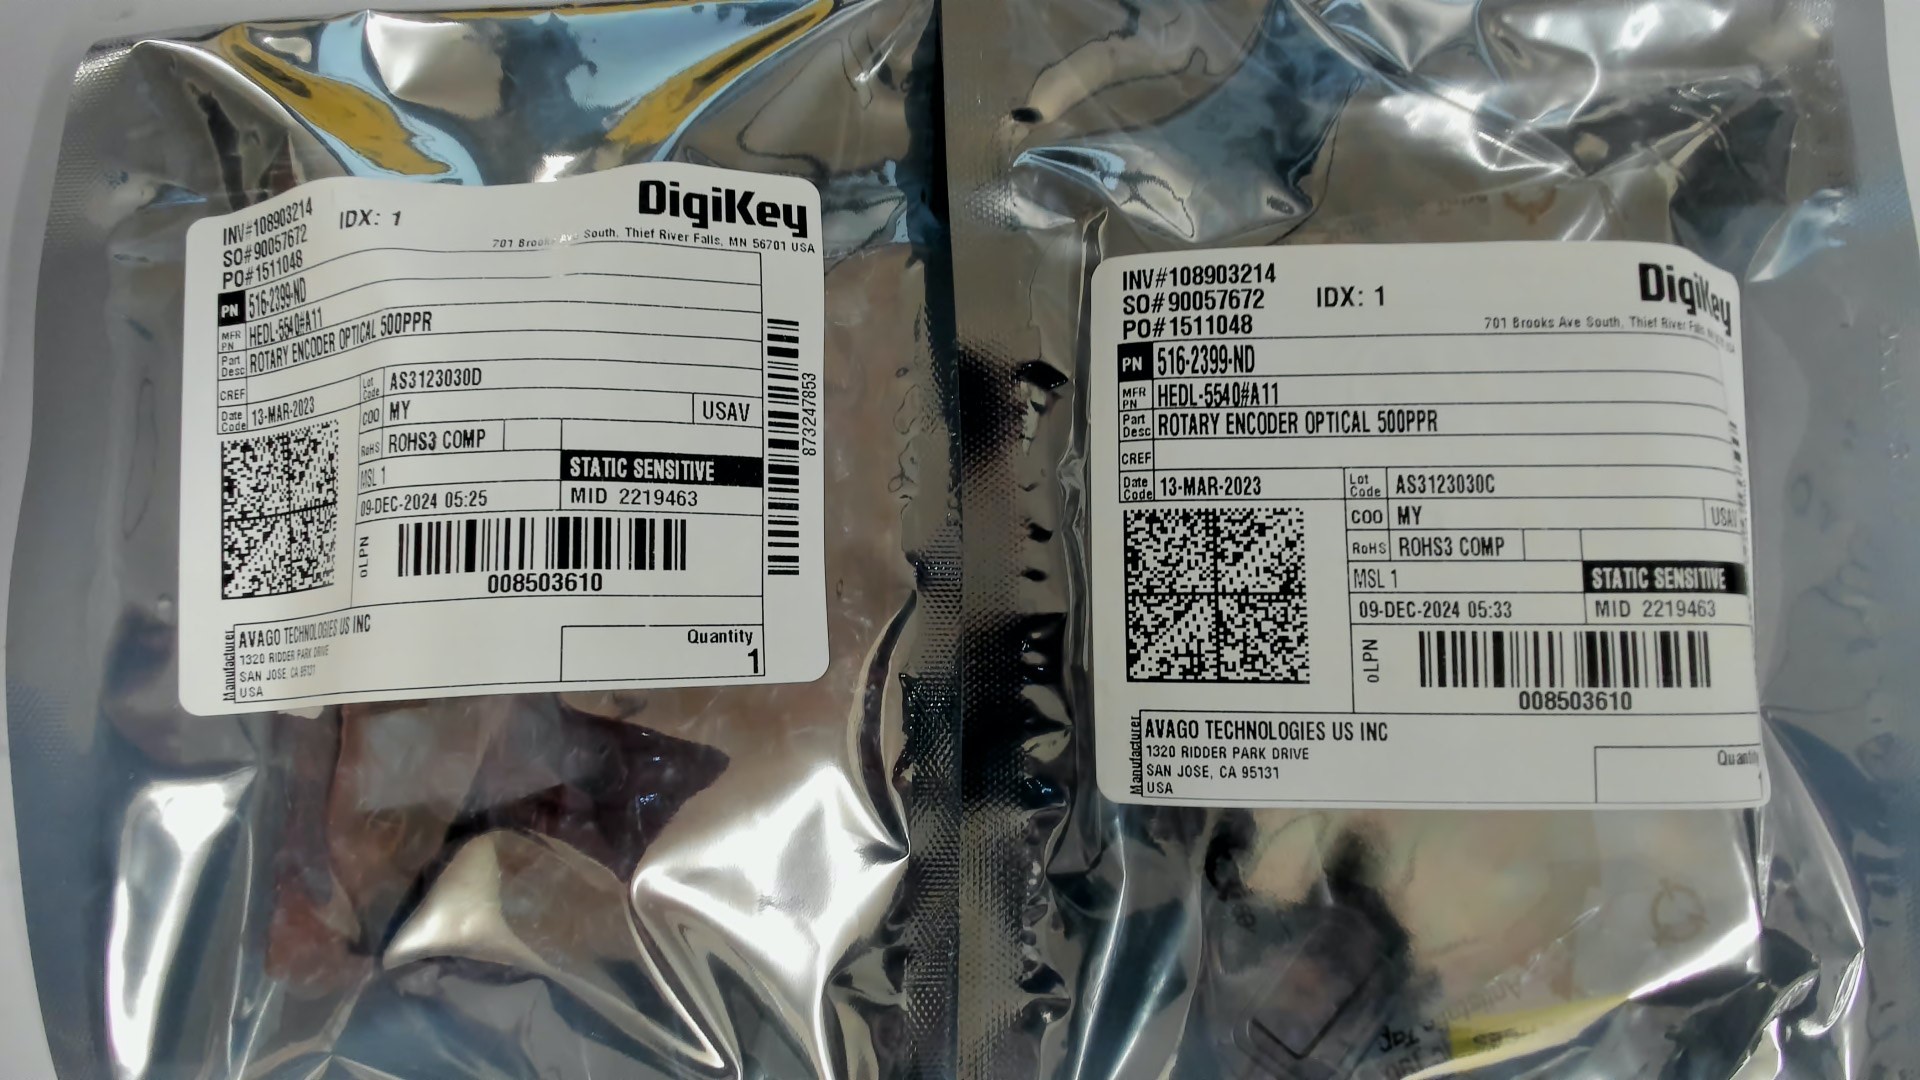 INV#108903214
SO#90057672
PO#1511048
IDX: 1
DigiKey
701 Brooks Ave South, Thief River Falls, MN 56701 USA
PN 516-2399-ND
MFR PN HEDL-5540#A11
Part Desc ROTARY ENCODER OPTICAL 500PPR
CREF
Date Code 13-MAR-2023
Lot Code AS3123030D
COO MY USAV
RoHS ROHS3 COMP
MSL 1 STATIC SENSITIVE
09-DEC-2024 05:25 MID 2219463
oLPN
008503610
873247853
Manufacturer
AVAGO TECHNOLOGIES US INC
1320 RIDDER PARK DRIVE
SAN JOSE, CA 95131
USA
Quantity
1
INV#108903214
SO#90057672
PO#1511048
IDX: 1
DigiKey
701 Brooks Ave South, Thief River
PN 516-2399-ND
MFR PN HEDL-5540#A11
Part Desc ROTARY ENCODER OPTICAL 500PPR
CREF
Date Code 13-MAR-2023
Lot Code AS3123030C
COO MY USAV
RoHS ROHS3 COMP
MSL 1 STATIC SENSITIVE
09-DEC-2024 05:33 MID 2219463
oLPN
008503610
Manufacturer
AVAGO TECHNOLOGIES US INC
1320 RIDDER PARK DRIVE
SAN JOSE, CA 95131
USA
Quantity